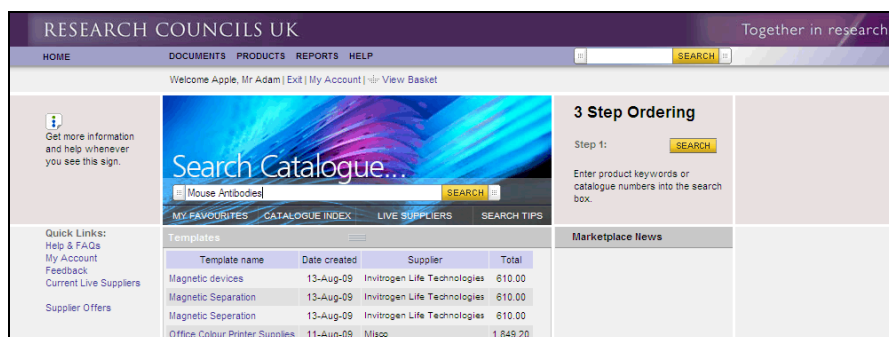 RESEARCH COUNCILS UK
Together in research
HOME DOCUMENTS PRODUCTS REPORTS HELP SEARCH
Welcome Apple, Mr Adam | Exit | My Account | View Basket
Get more information
and help whenever
you see this sign.
Search Catalogue...
Mouse Antibodies SEARCH
MY FAVOURITES CATALOGUE INDEX LIVE SUPPLIERS SEARCH TIPS
3 Step Ordering
Step 1: SEARCH
Enter product keywords or
catalogue numbers into the search
box.
Quick Links:
Help & FAQs
My Account
Feedback
Current Live Suppliers
Supplier Offers
Templates
Template name Date created Supplier Total
Magnetic devices 13-Aug-09 Invitrogen Life Technologies 610.00
Magnetic Separation 13-Aug-09 Invitrogen Life Technologies 610.00
Magnetic Seperation 13-Aug-09 Invitrogen Life Technologies 610.00
Office Colour Printer Supplies 11-Aug-09 Misco 1,849.20
Marketplace News